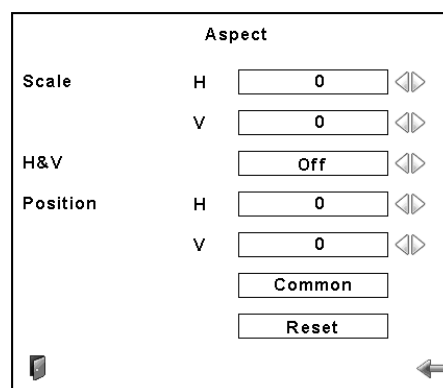 Aspect
Scale H 0
V 0
H&V Off
Position H 0
V 0
Common
Reset